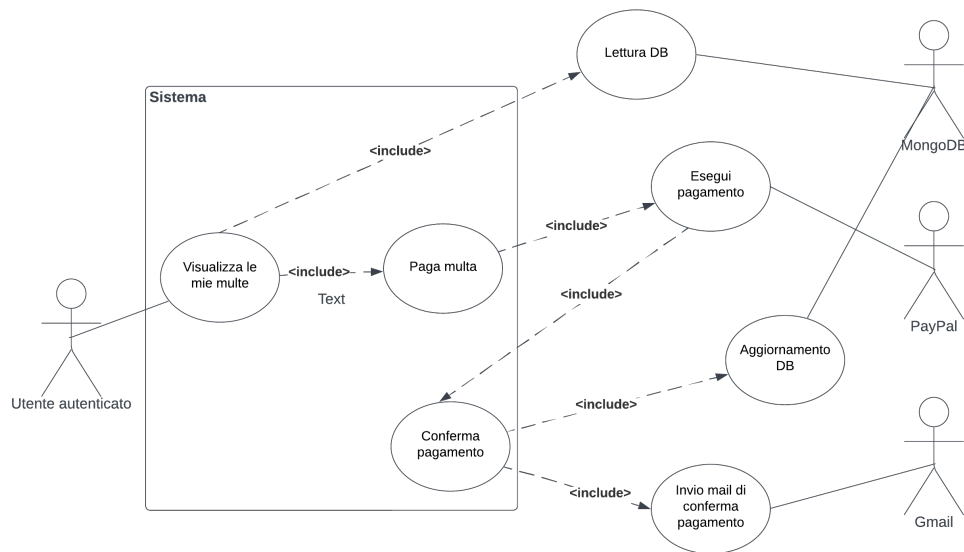 Lettura DB
Sistema
<include>
MongoDB
Esegui
pagamento
<include>
Visualizza le
mie multe
<include>
Paga multa
Text
<include>
PayPal
Aggiornamento
DB
Utente autenticato
<include>
Conferma
pagamento
<include>
Invio mail di
conferma
pagamento
Gmail